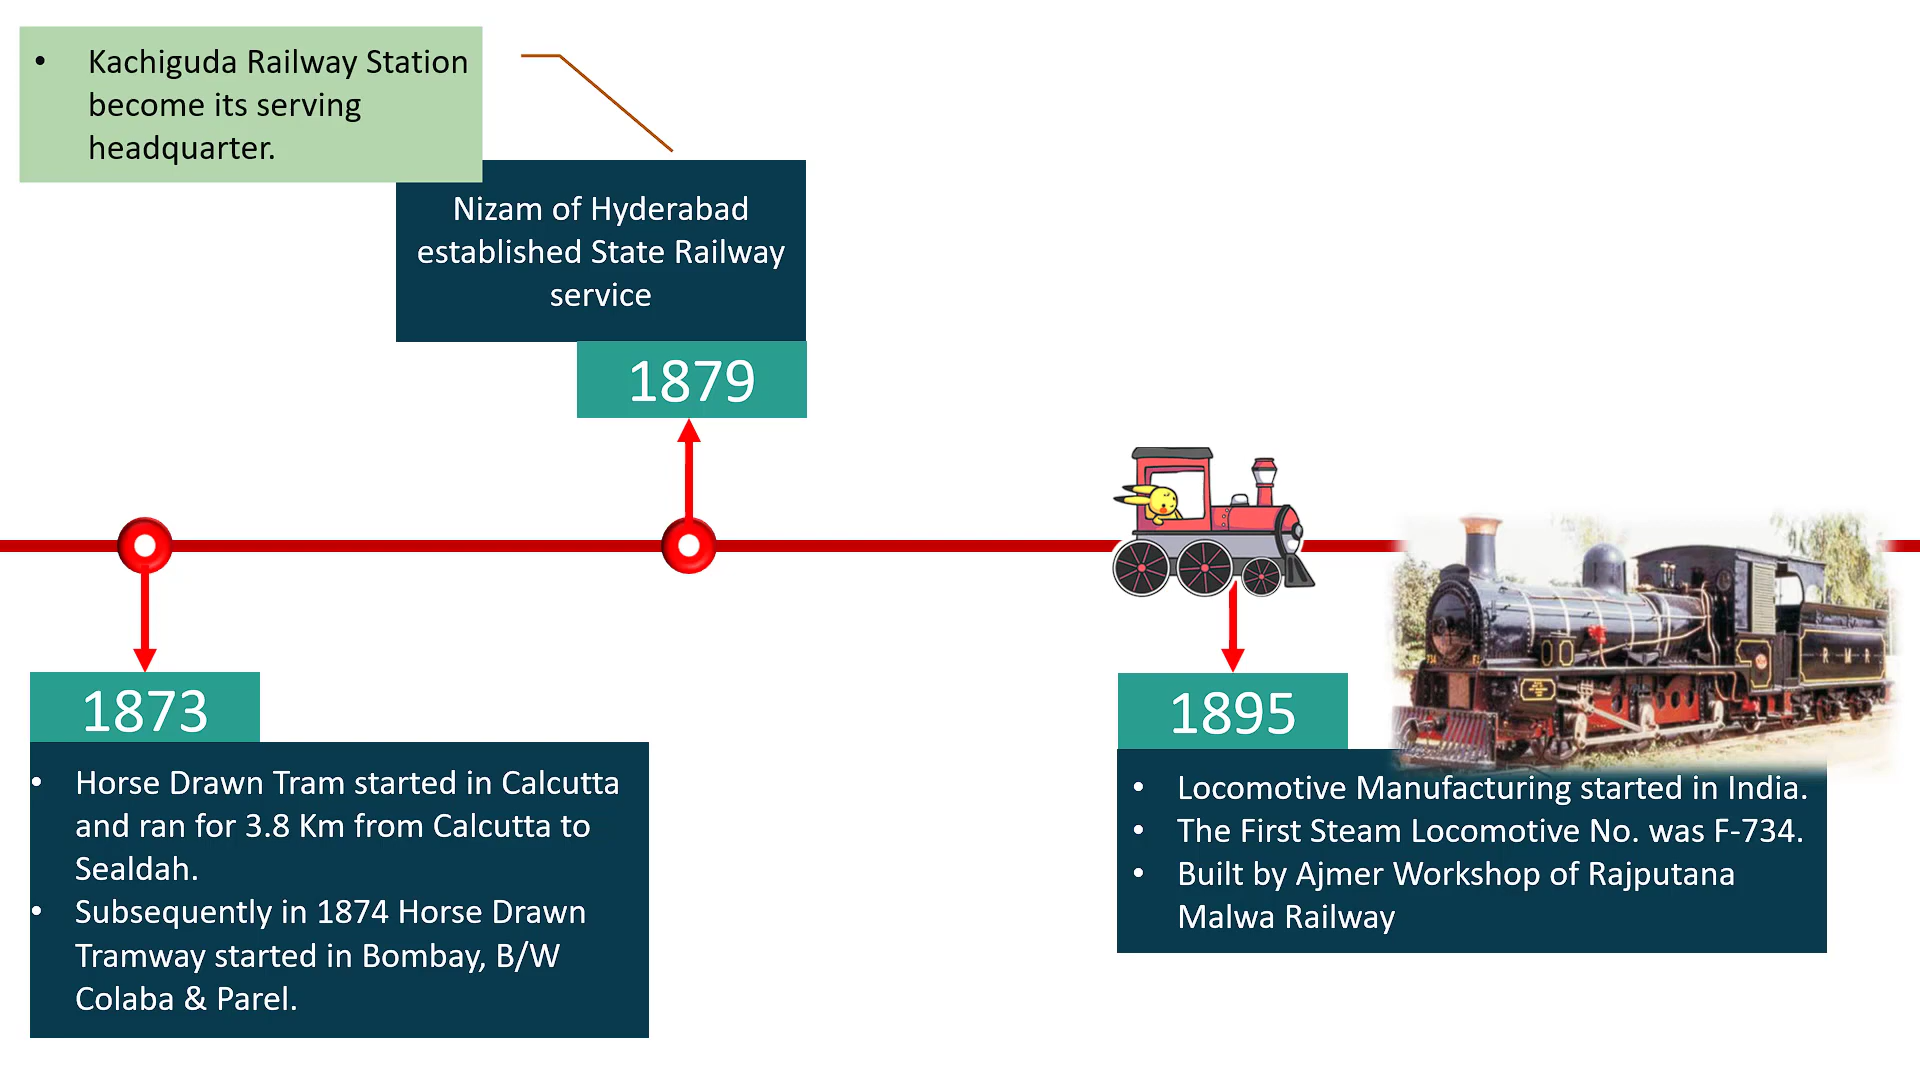 • Kachiguda Railway Station
become its serving
headquarter.
Nizam of Hyderabad
established State Railway
service
1879
1873
• Horse Drawn Tram started in Calcutta
and ran for 3.8 Km from Calcutta to
Sealdah.
• Subsequently in 1874 Horse Drawn
Tramway started in Bombay, B/W
Colaba & Parel.
R M R
734
1895
• Locomotive Manufacturing started in India.
• The First Steam Locomotive No. was F-734.
• Built by Ajmer Workshop of Rajputana
Malwa Railway